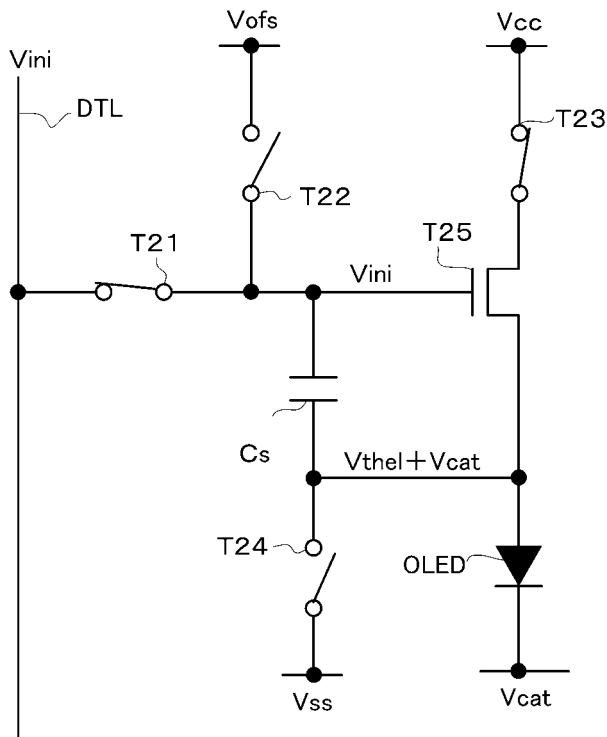 Vofs
Vcc
Vini
DTL
T23
T22
T25
T21
Vini
Cs
Vthel+Vcat
T24
OLED
Vss
Vcat